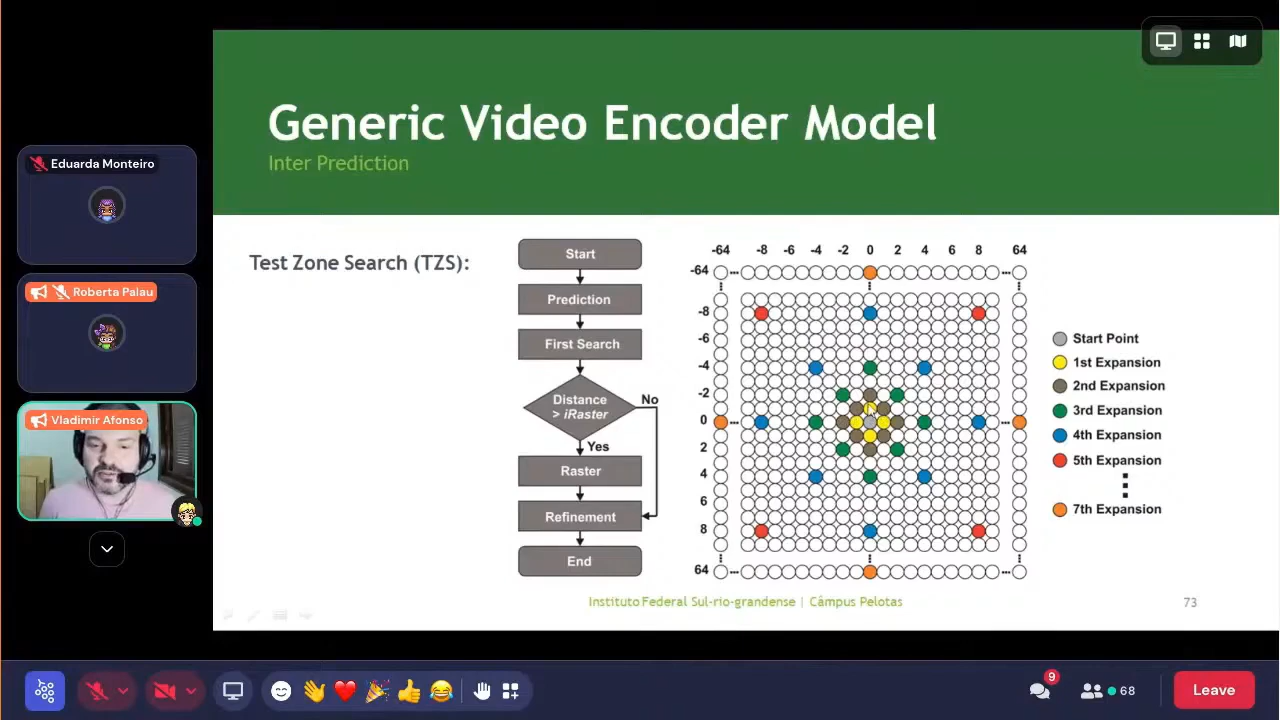 Eduarda Monteiro
Roberta Palau
Vladimir Afonso
Generic Video Encoder Model
Inter Prediction
Test Zone Search (TZS):
Start
Prediction
First Search
Distance
> iRaster
No
Yes
Raster
Refinement
End
-64 -8 -6 -4 -2 0 2 4 6 8 64
-64
-8
-6
-4
-2
0
2
4
6
8
64
Start Point
1st Expansion
2nd Expansion
3rd Expansion
4th Expansion
5th Expansion
7th Expansion
Instituto Federal Sul-rio-grandense | Câmpus Pelotas
73
9
68
Leave